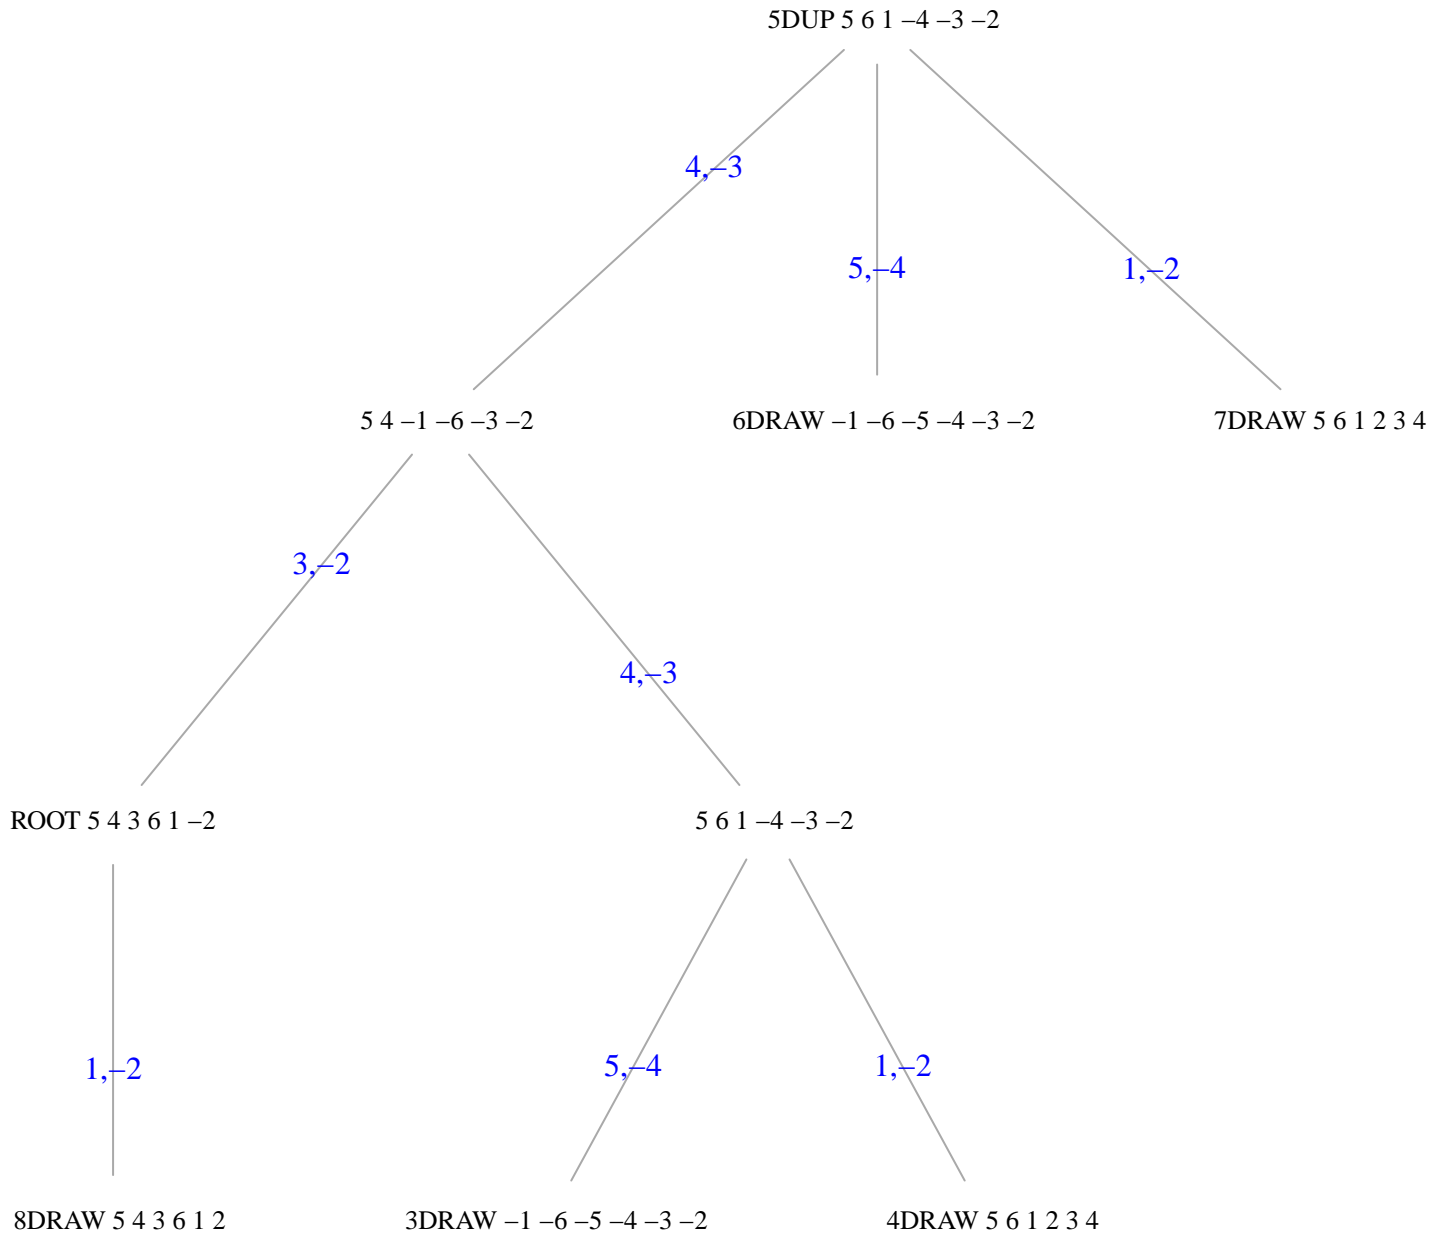 5DUP 5 6 1 –4 –3 –2
4,–3
5,–4
1,–2
5 4 –1 –6 –3 –2
6DRAW –1 –6 –5 –4 –3 –2
7DRAW 5 6 1 2 3 4
3,–2
4,–3
ROOT 5 4 3 6 1 –2
5 6 1 –4 –3 –2
1,–2
5,–4
1,–2
8DRAW 5 4 3 6 1 2
3DRAW –1 –6 –5 –4 –3 –2
4DRAW 5 6 1 2 3 4